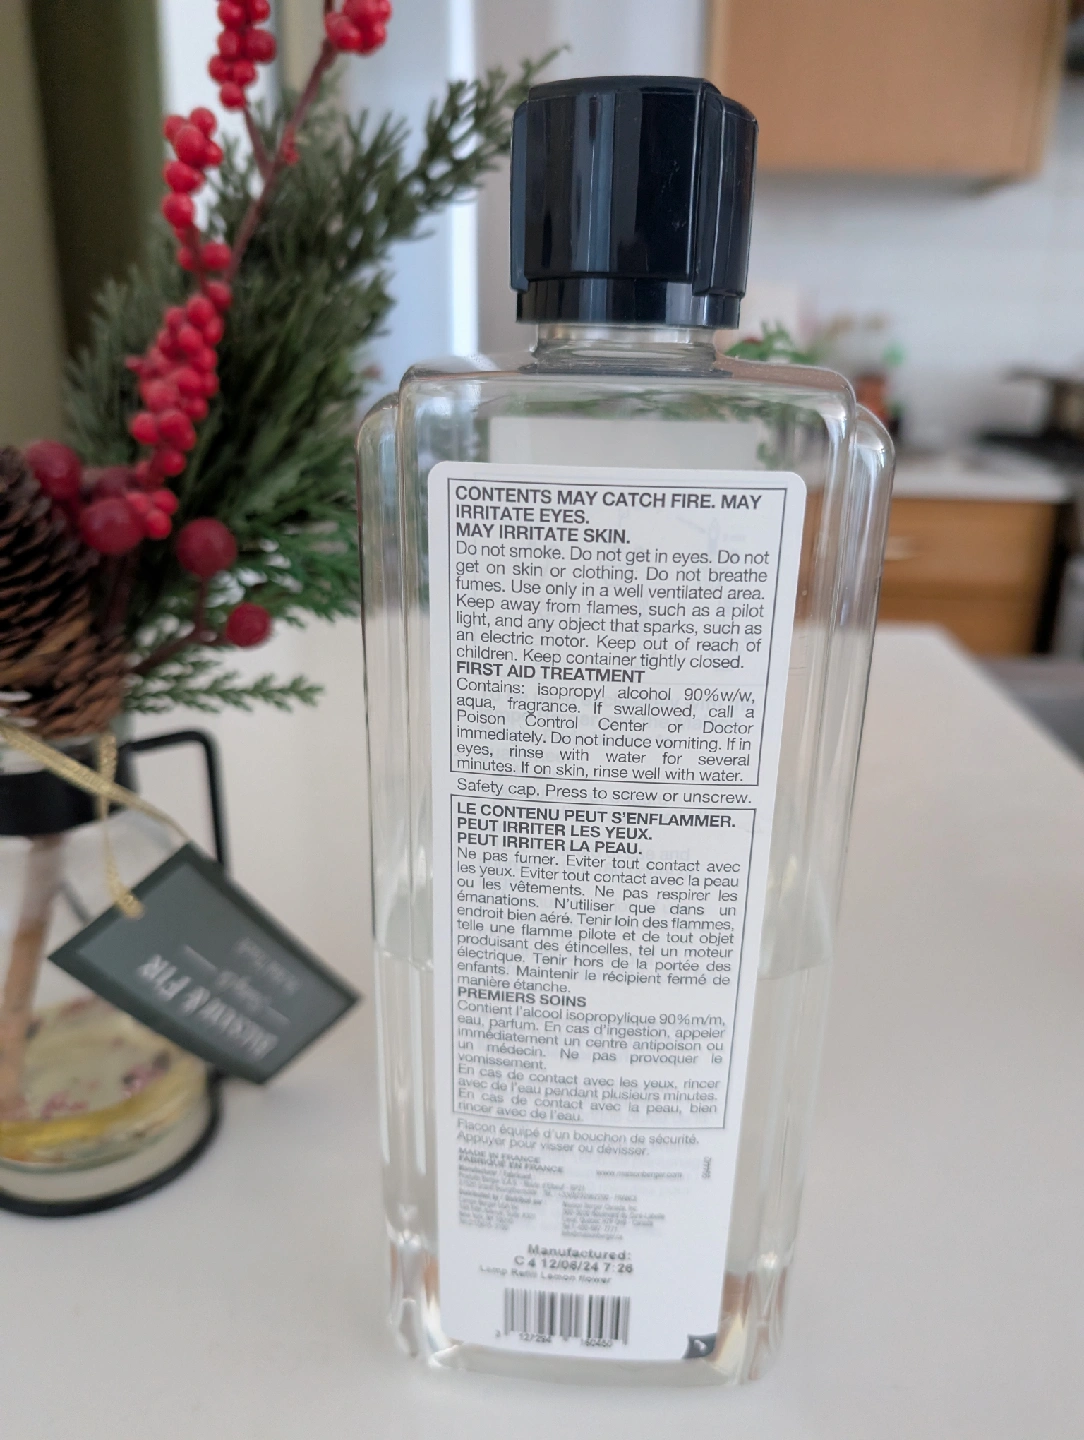 CONTENTS MAY CATCH FIRE. MAY
IRRITATE EYES.
MAY IRRITATE SKIN.
Do not smoke. Do not get in eyes. Do not
get on skin or clothing. Do not breathe
fumes. Use only in a well ventilated area.
Keep away from flames, such as a pilot
light, and any object that sparks, such as
an electric motor. Keep out of reach of
children. Keep container tightly closed.
FIRST AID TREATMENT
Contains: isopropyl alcohol 90%w/w,
aqua, fragrance. If swallowed, call a
Poison Control Center or Doctor
immediately. Do not induce vomiting. If in
eyes, rinse with water for several
minutes. If on skin, rinse well with water.
Safety cap. Press to screw or unscrew.
LE CONTENU PEUT S'ENFLAMMER.
PEUT IRRITER LES YEUX.
PEUT IRRITER LA PEAU.
Ne pas fumer. Eviter tout contact avec
les yeux. Eviter tout contact avec la peau
ou les vêtements. Ne pas respirer les
émanations. N'utiliser que dans un
endroit bien aéré. Tenir loin des flammes,
telle une flamme pilote et de tout objet
produisant des étincelles, tel un moteur
électrique. Tenir hors de la portée des
enfants. Maintenir le récipient fermé de
manière étanche.
PREMIERS SOINS
Contient l'alcool isopropylique 90%m/m,
eau, parfum. En cas d'ingestion, appeler
immédiatement un centre antipoison ou
un médecin. Ne pas provoquer le
vomissement.
En cas de contact avec les yeux, rincer
avec de l'eau pendant plusieurs minutes.
En cas de contact avec la peau, bien
rincer avec de l'eau.
Flacon équipé d'un bouchon de sécurité.
Appuyer pour visser ou dévisser.
MADE IN FRANCE
FABRIQUÉ EN FRANCE
Manufactured:
C 4 12/08/24 7:26
Lamp Refill Lemon flower
FIR